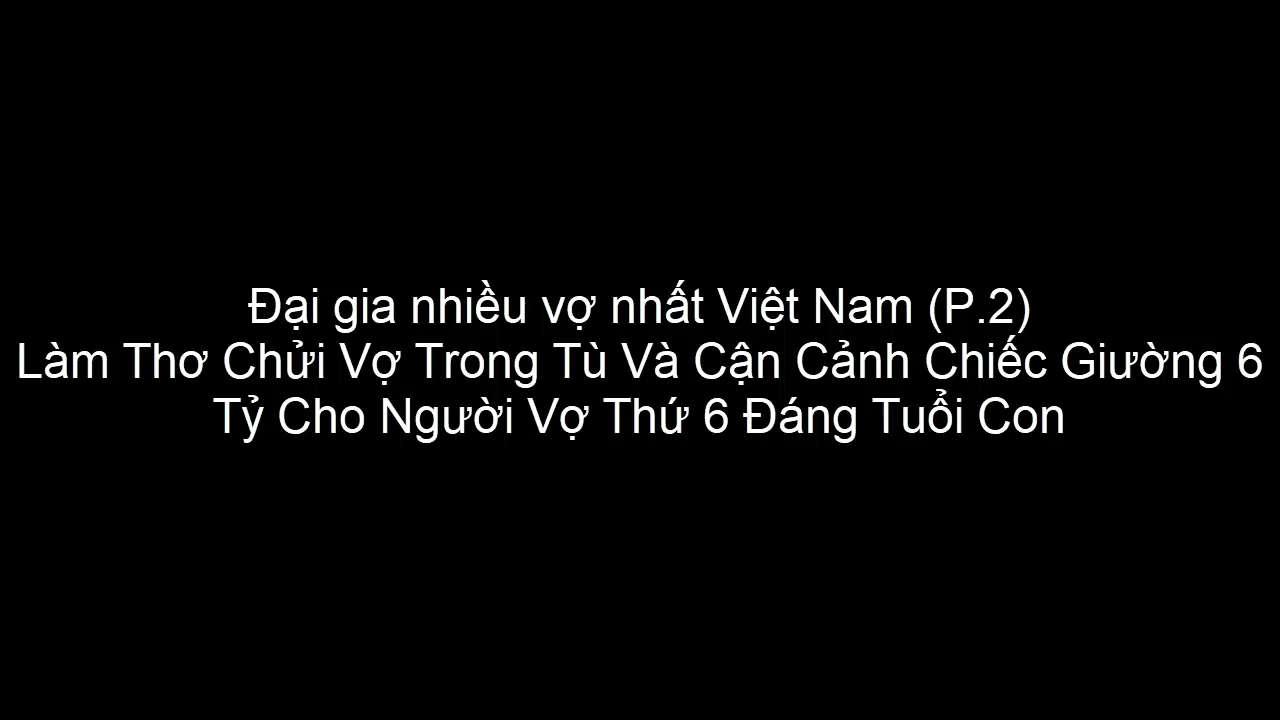 Đại gia nhiều vợ nhất Việt Nam (P.2)
Làm Thơ Chửi Vợ Trong Tù Và Cận Cảnh Chiếc Giường 6
Tỷ Cho Người Vợ Thứ 6 Đáng Tuổi Con